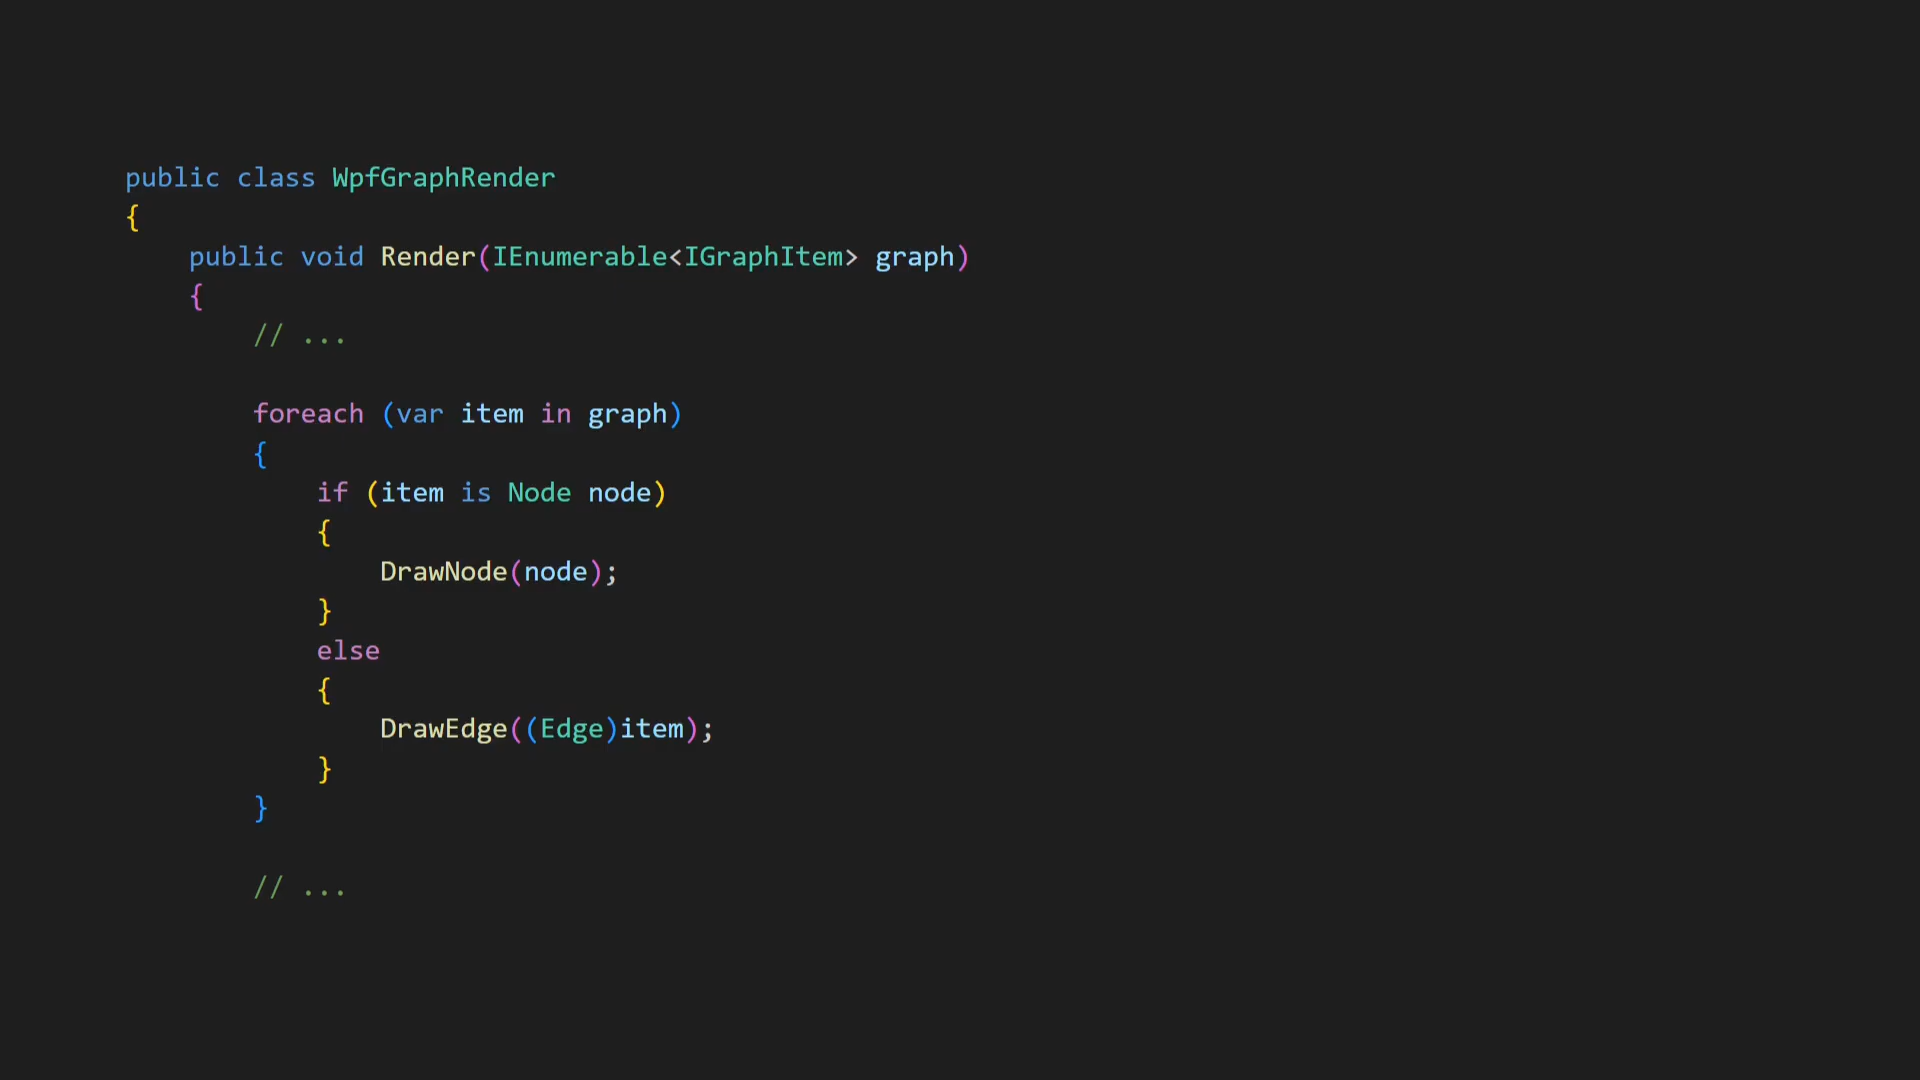 public class WpfGraphRender
{
    public void Render(IEnumerable<IGraphItem> graph)
    {
        // ...

        foreach (var item in graph)
        {
            if (item is Node node)
            {
                DrawNode(node);
            }
            else
            {
                DrawEdge((Edge)item);
            }
        }

        // ...